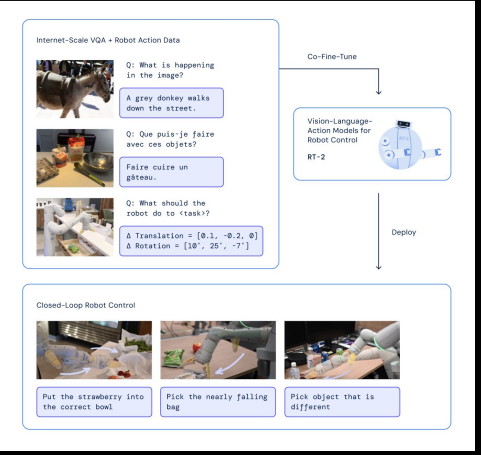 Internet-Scale VQA + Robot Action Data
Q: What is happening
in the image?
A grey donkey walks
down the street.
Q: Que puis-je faire
avec ces objets?
Faire cuire un
gâteau.
Q: What should the
robot do to <task>?
Δ Translation = [0.1, -0.2, 0]
Δ Rotation = [10°, 25°, -7°]
Co-Fine-Tune
Vision-Language-
Action Models for
Robot Control
RT-2
Deploy
Closed-Loop Robot Control
Put the strawberry into
the correct bowl
Pick the nearly falling
bag
Pick object that is
different